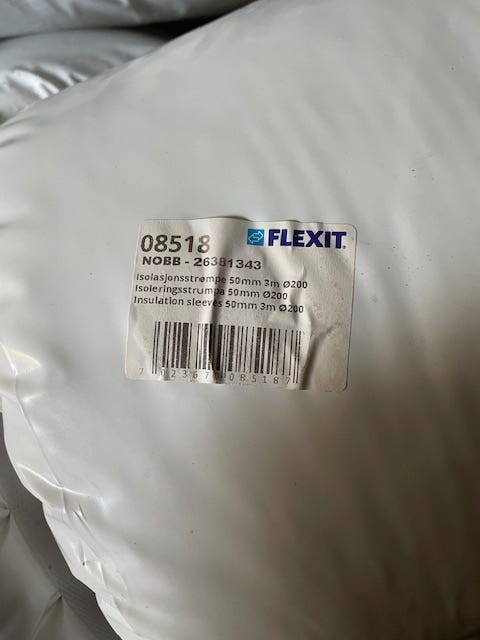 08518 FLEXIT
NOBB - 26381343
Isolasjonsstrømpe 50mm 3m Ø200
Isoleringsstrumpa 50mm Ø200
Insulation sleeves 50mm 3m Ø200